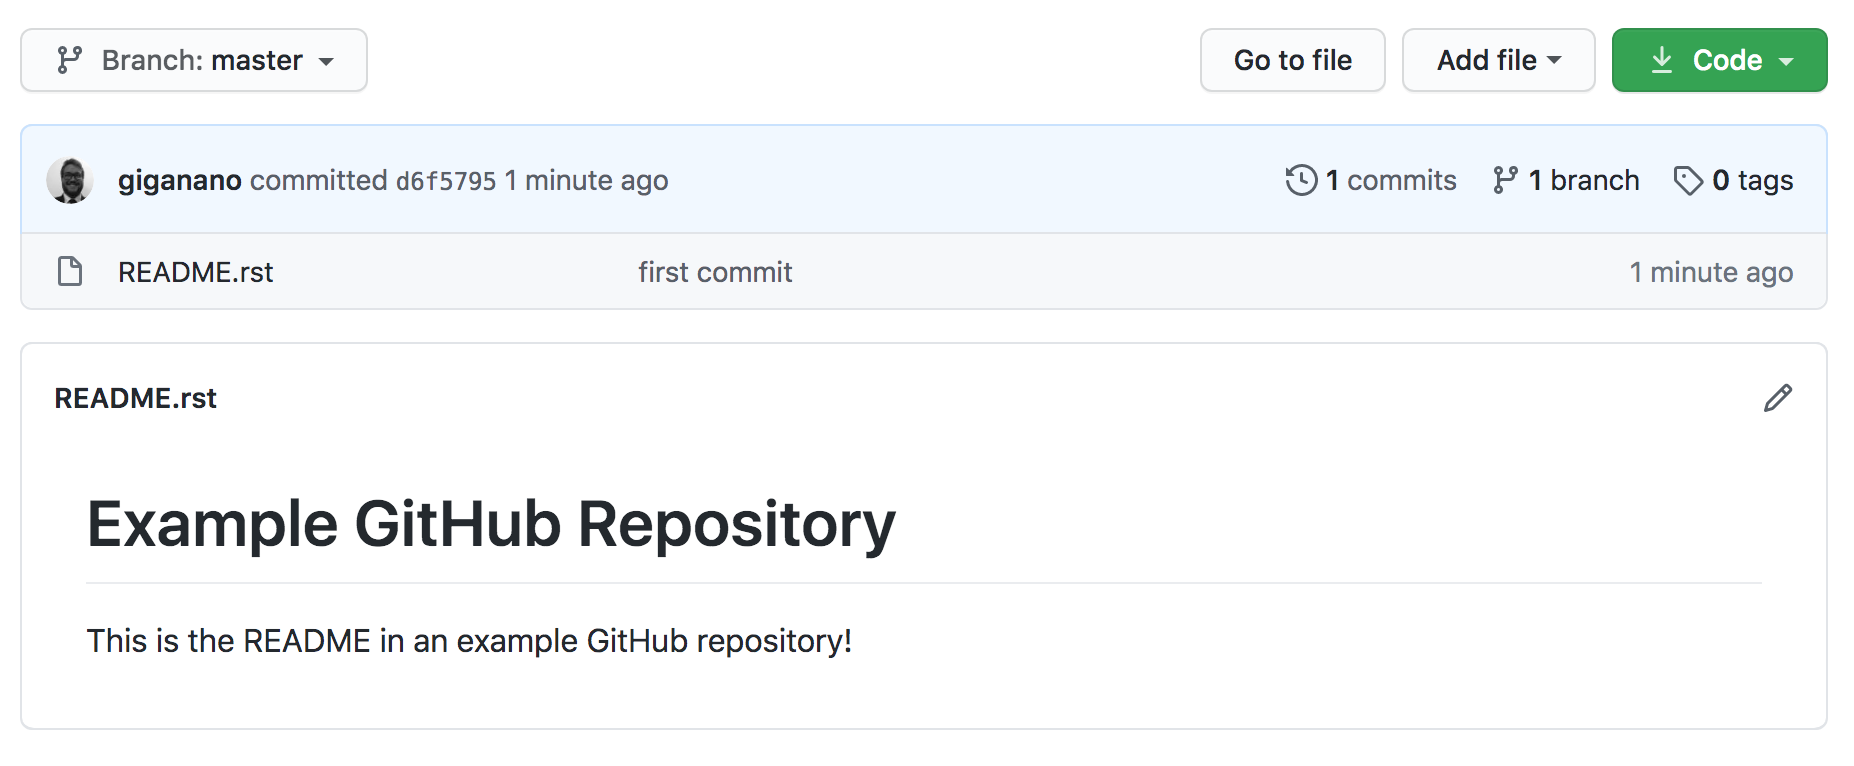 Branch: master Go to file Add file Code
giganano committed d6f5795 1 minute ago 1 commits 1 branch 0 tags
README.rst first commit 1 minute ago
README.rst
Example GitHub Repository
This is the README in an example GitHub repository!